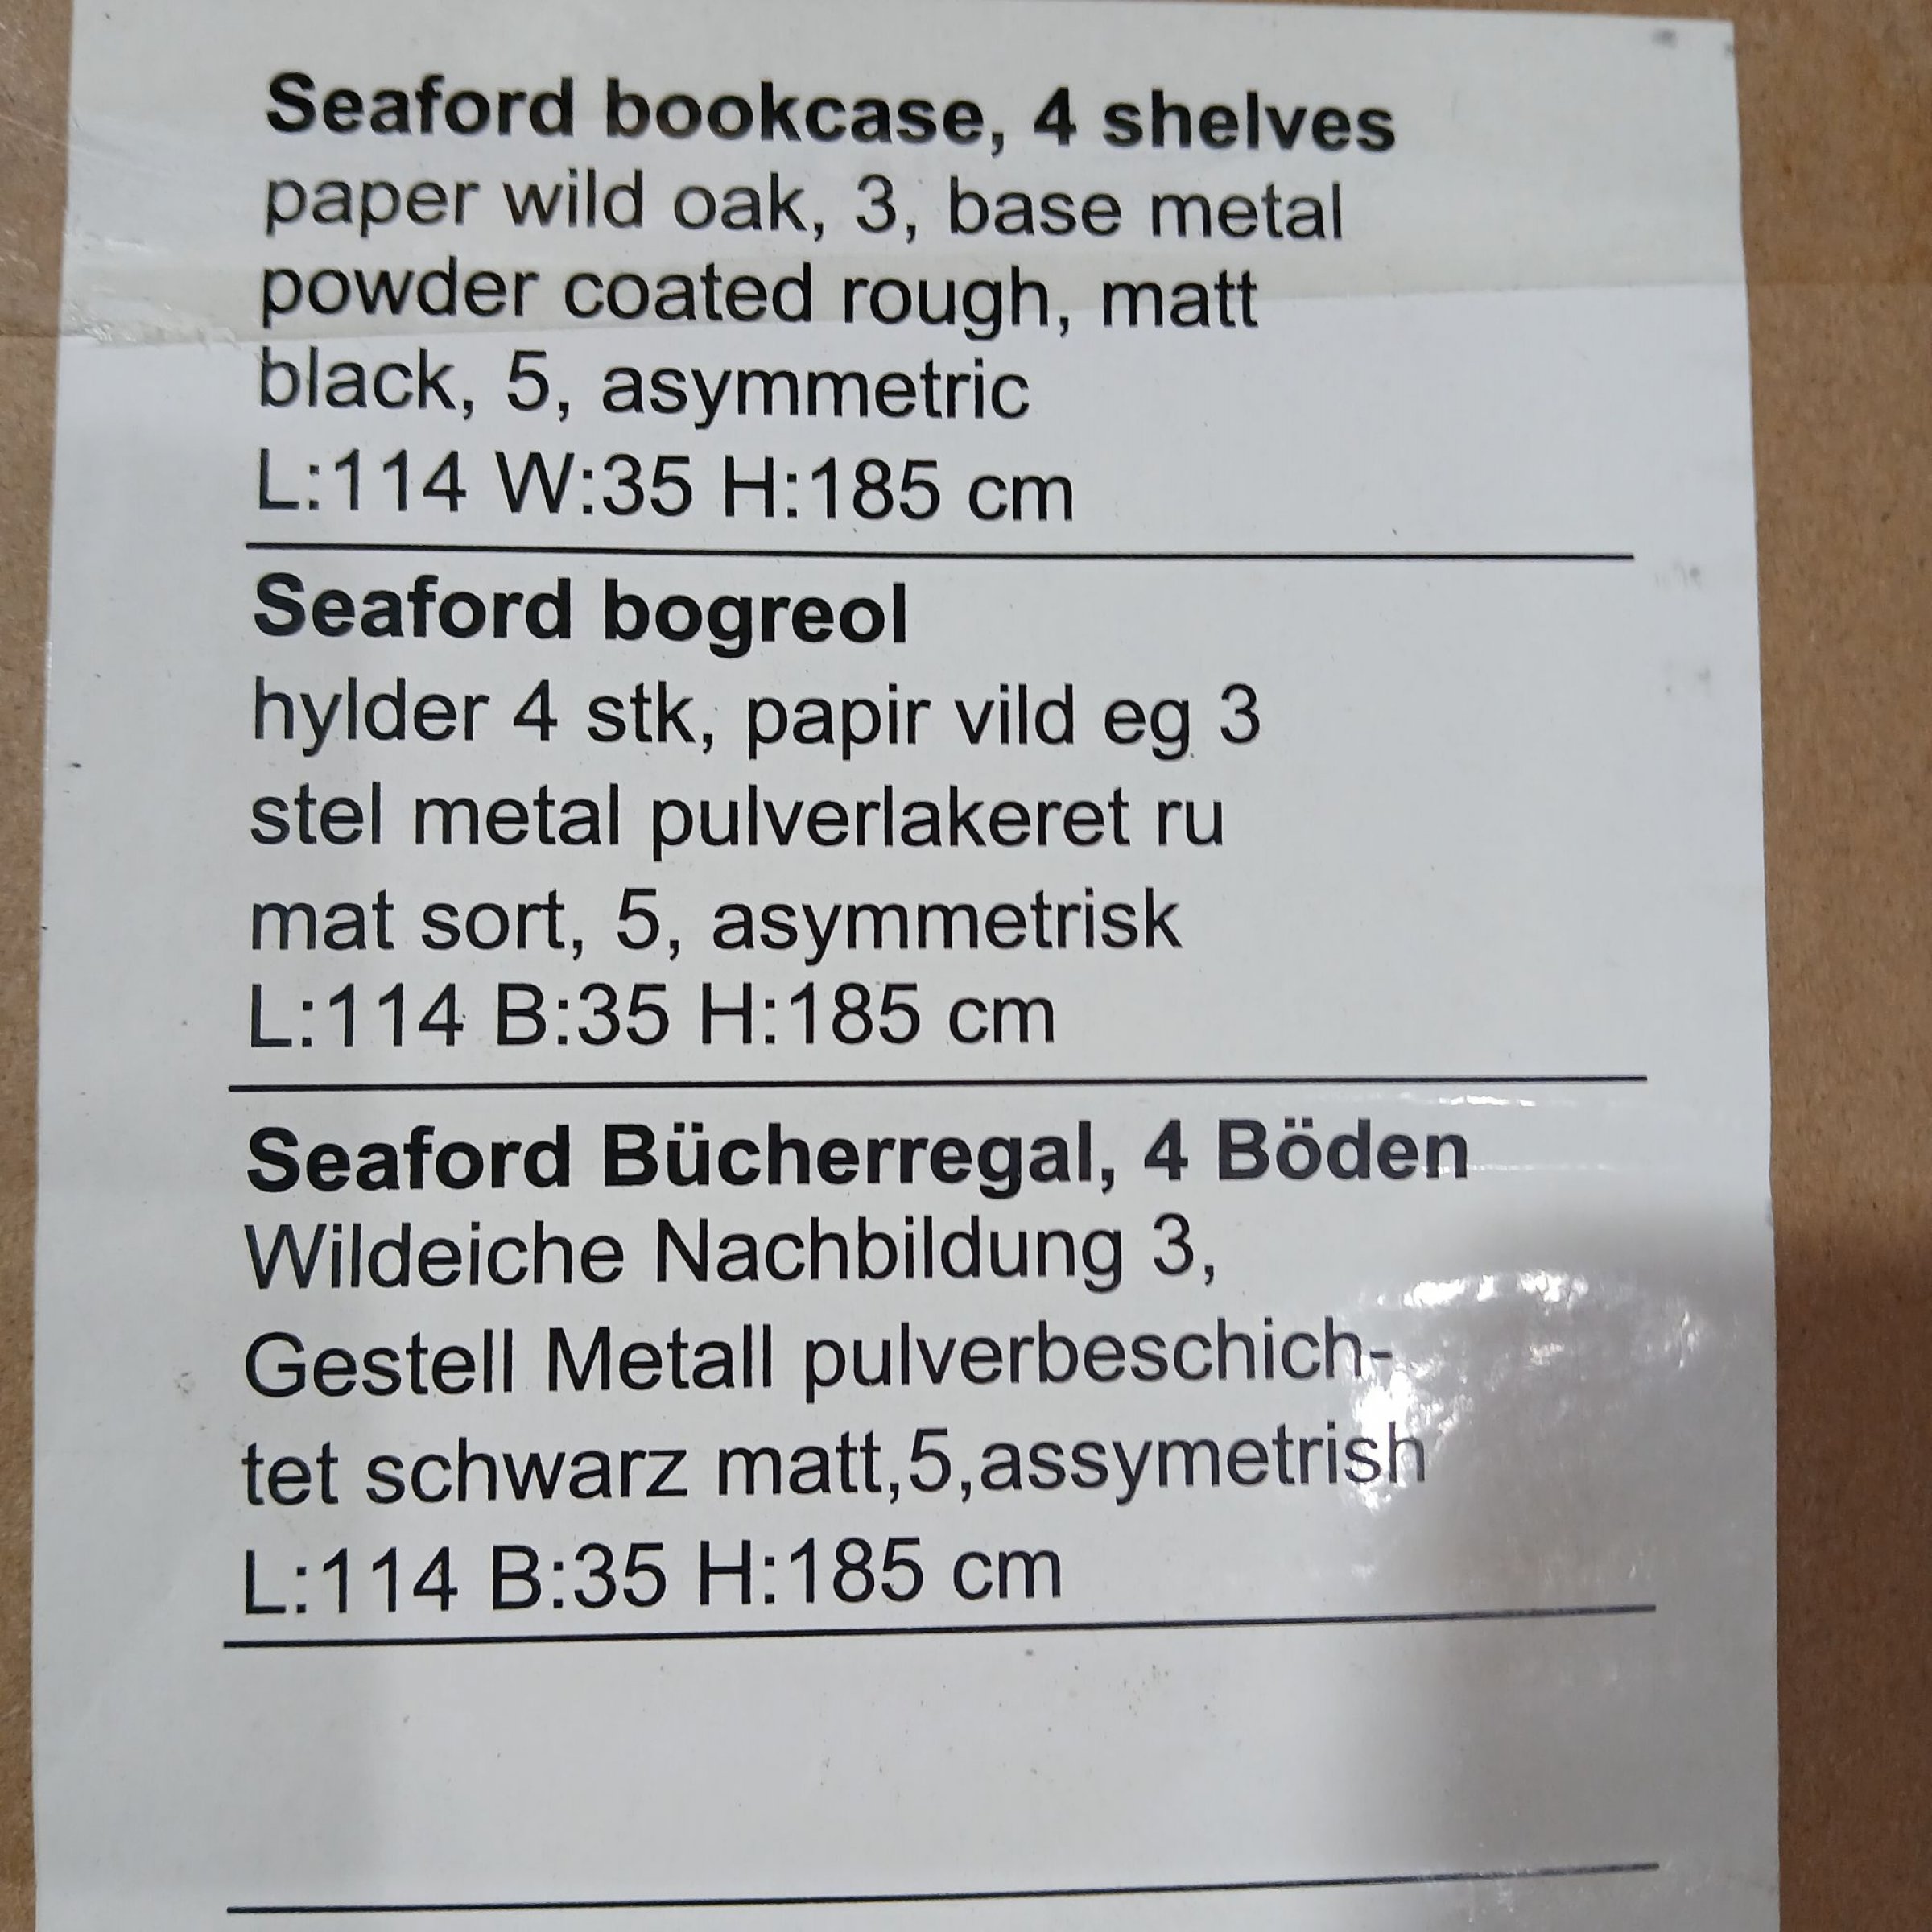 Seaford bookcase, 4 shelves
paper wild oak, 3, base metal
powder coated rough, matt
black, 5, asymmetric
L:114 W:35 H:185 cm
Seaford bogreol
hylder 4 stk, papir vild eg 3
stel metal pulverlakeret ru
mat sort, 5, asymmetrisk
L:114 B:35 H:185 cm
Seaford Bücherregal, 4 Böden
Wildeiche Nachbildung 3,
Gestell Metall pulverbeschich-
tet schwarz matt,5,assymetrish
L:114 B:35 H:185 cm